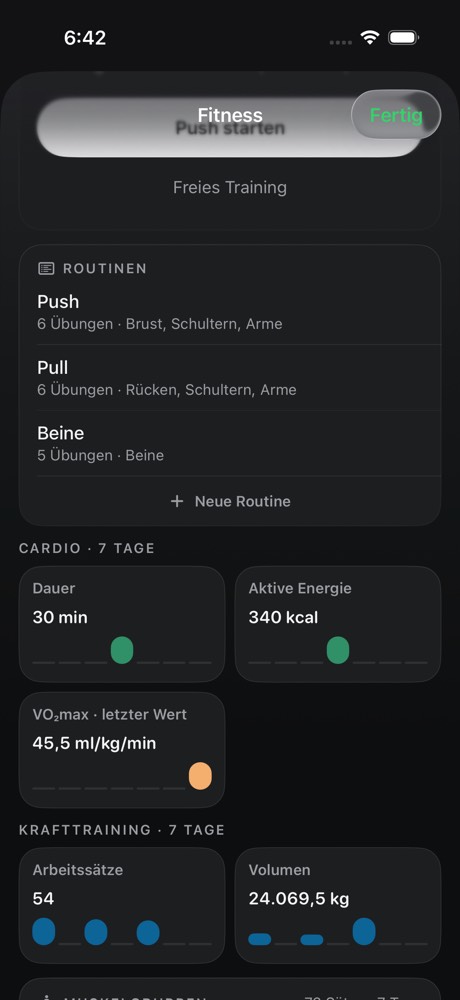 6:42
Fitness
Fertig
Push starten
Freies Training
ROUTINEN
Push
6 Übungen · Brust, Schultern, Arme
Pull
6 Übungen · Rücken, Schultern, Arme
Beine
5 Übungen · Beine
+ Neue Routine
CARDIO · 7 TAGE
Dauer
30 min
Aktive Energie
340 kcal
VO₂max · letzter Wert
45,5 ml/kg/min
KRAFTTRAINING · 7 TAGE
Arbeitssätze
54
Volumen
24.069,5 kg